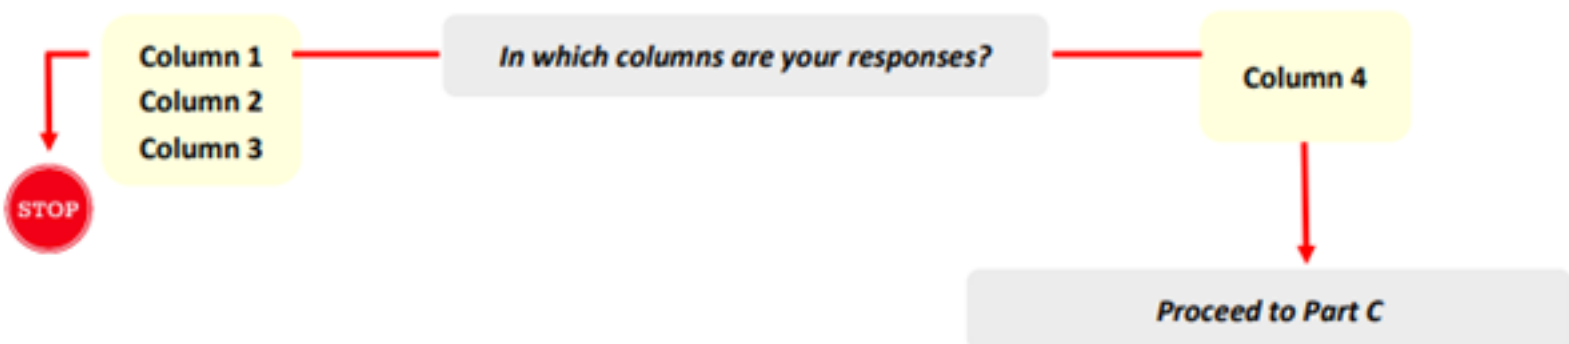 Column 1
Column 2
Column 3
STOP
In which columns are your responses?
Column 4
Proceed to Part C